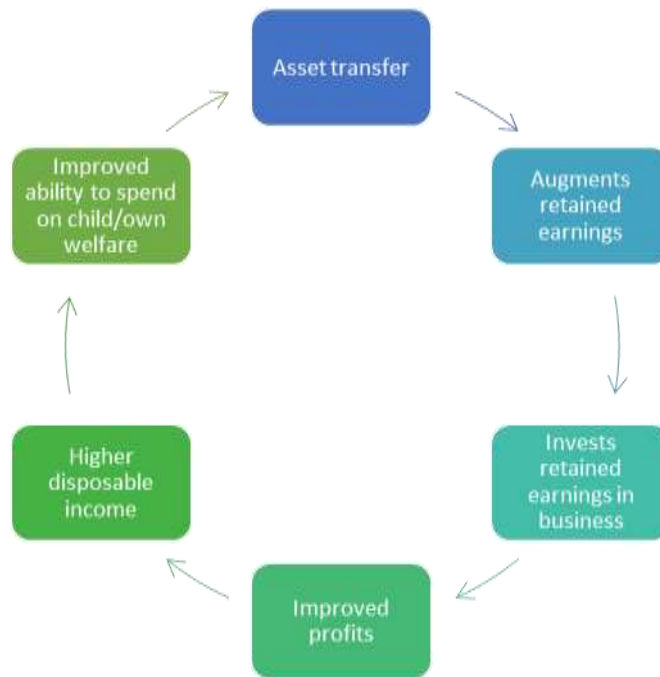 Asset transfer
Augments
retained
earnings
Invests
retained
earnings in
business
Improved
profits
Higher
disposable
income
Improved
ability to spend
on child/own
welfare